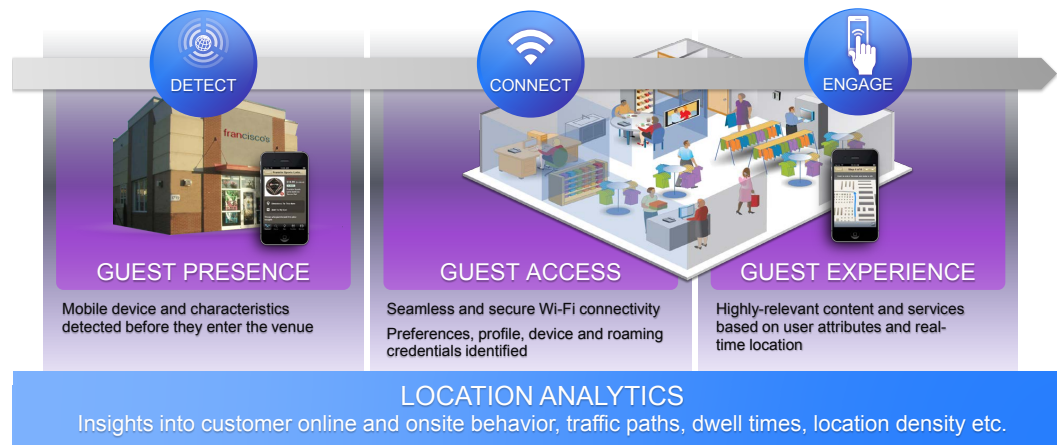 DETECT
CONNECT
ENGAGE
francisco's
GUEST PRESENCE
GUEST ACCESS
GUEST EXPERIENCE
Mobile device and characteristics
detected before they enter the venue
Seamless and secure Wi-Fi connectivity
Preferences, profile, device and roaming
credentials identified
Highly-relevant content and services
based on user attributes and real-
time location
LOCATION ANALYTICS
Insights into customer online and onsite behavior, traffic paths, dwell times, location density etc.